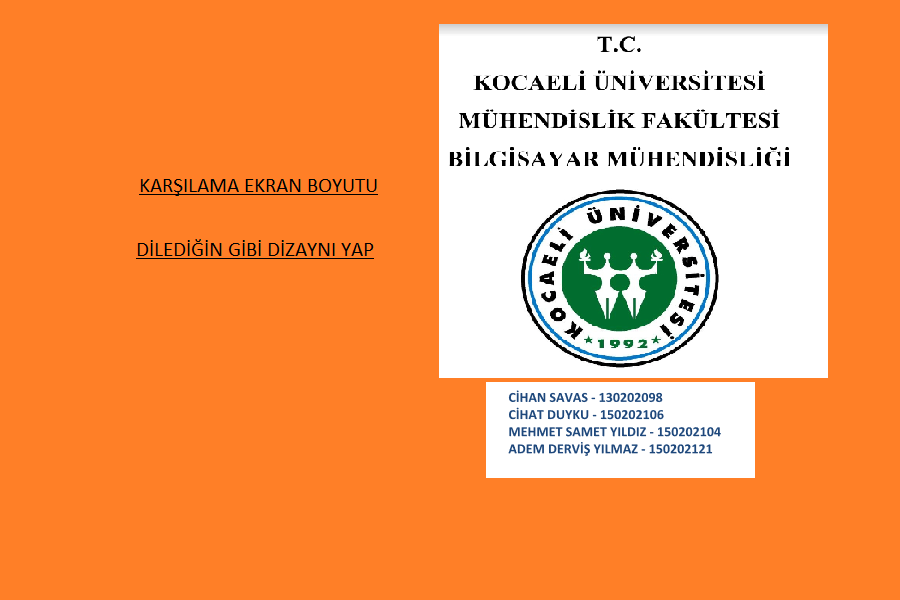 KARŞILAMA EKRAN BOYUTU
DİLEDİĞİN GİBİ DİZAYNI YAP
T.C.
KOCAELİ ÜNİVERSİTESİ
MÜHENDİSLİK FAKÜLTESİ
BİLGİSAYAR MÜHENDİSLİĞİ
KOCAELİ ÜNİVERSİTESİ
1992
CİHAN SAVAS - 130202098
CİHAT DUYKU - 150202106
MEHMET SAMET YILDIZ - 150202104
ADEM DERVİŞ YILMAZ - 150202121